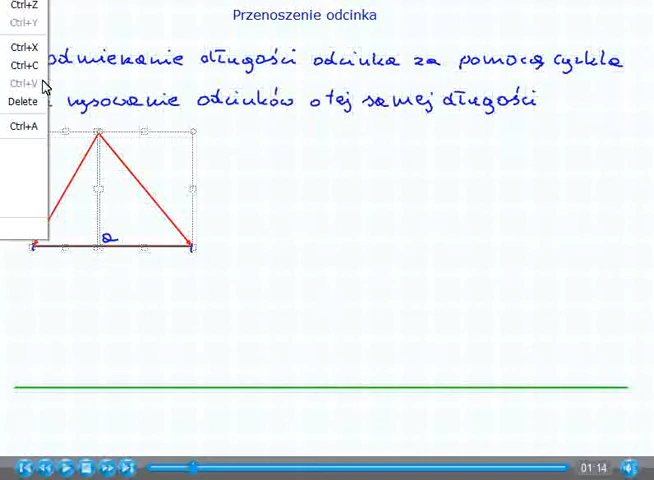 Ctrl+Z
Ctrl+Y
Ctrl+X
Ctrl+C
Ctrl+V
Delete
Ctrl+A
Przenoszenie odcinka
odmierzanie długości odcinka za pomocą cyrkla
rysowanie odcinków o tej samej długości
a
01:14